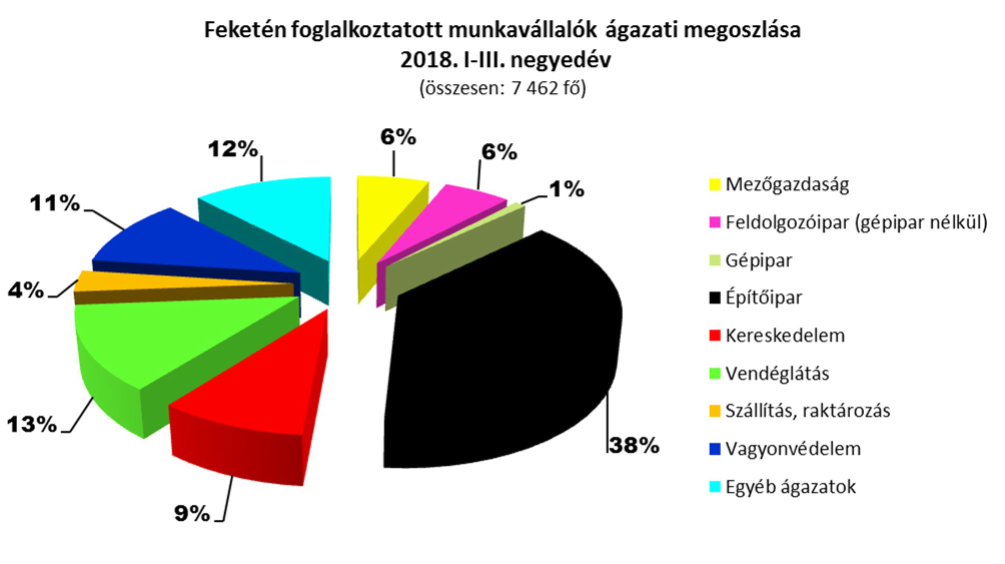 Feketén foglalkoztatott munkavállalók ágazati megoszlása
2018. I-III. negyedév
(összesen: 7 462 fő)
6%
6%
1%
38%
9%
13%
4%
11%
12%
Mezőgazdaság
Feldolgozóipar (gépipar nélkül)
Gépipar
Építőipar
Kereskedelem
Vendéglátás
Szállítás, raktározás
Vagyonvédelem
Egyéb ágazatok